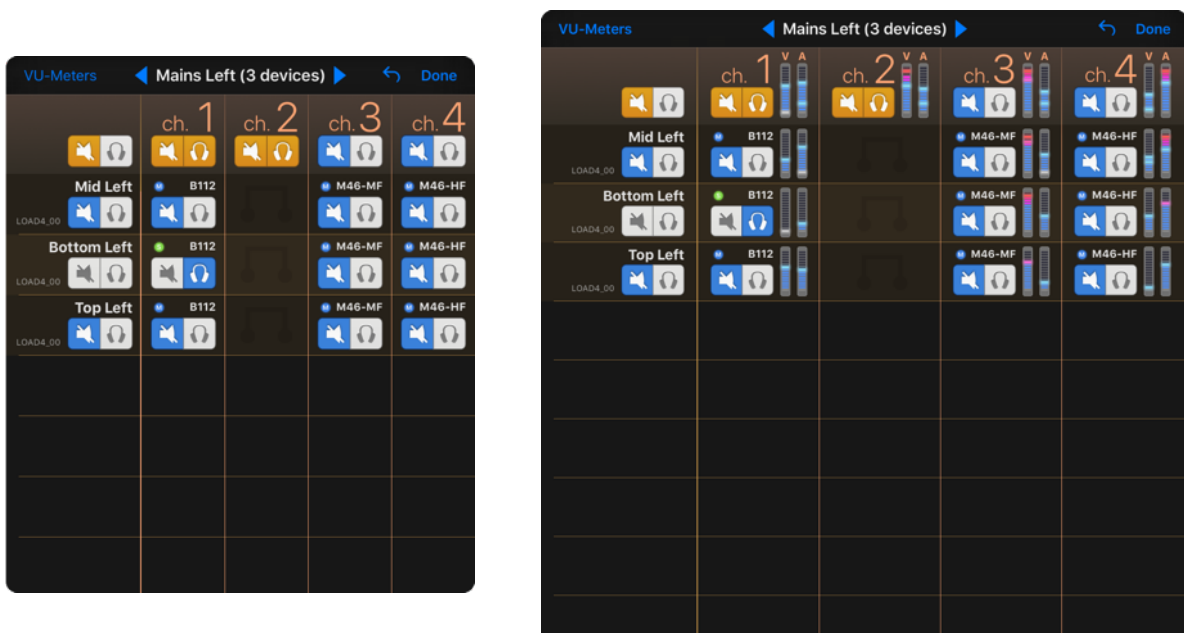 VU-Meters Mains Left (3 devices) Done
ch. 1 ch. 2 ch. 3 ch. 4
Mid Left M B112 M M46-MF M M46-HF
LOAD4_00
Bottom Left S B112 M M46-MF M M46-HF
LOAD4_00
Top Left M B112 M M46-MF M M46-HF
LOAD4_00
VU-Meters Mains Left (3 devices) Done
ch. 1 V A ch. 2 V A ch. 3 V A ch. 4 V A
Mid Left M B112 M M46-MF M M46-HF
LOAD4_00
Bottom Left S B112 M M46-MF M M46-HF
LOAD4_00
Top Left M B112 M M46-MF M M46-HF
LOAD4_00